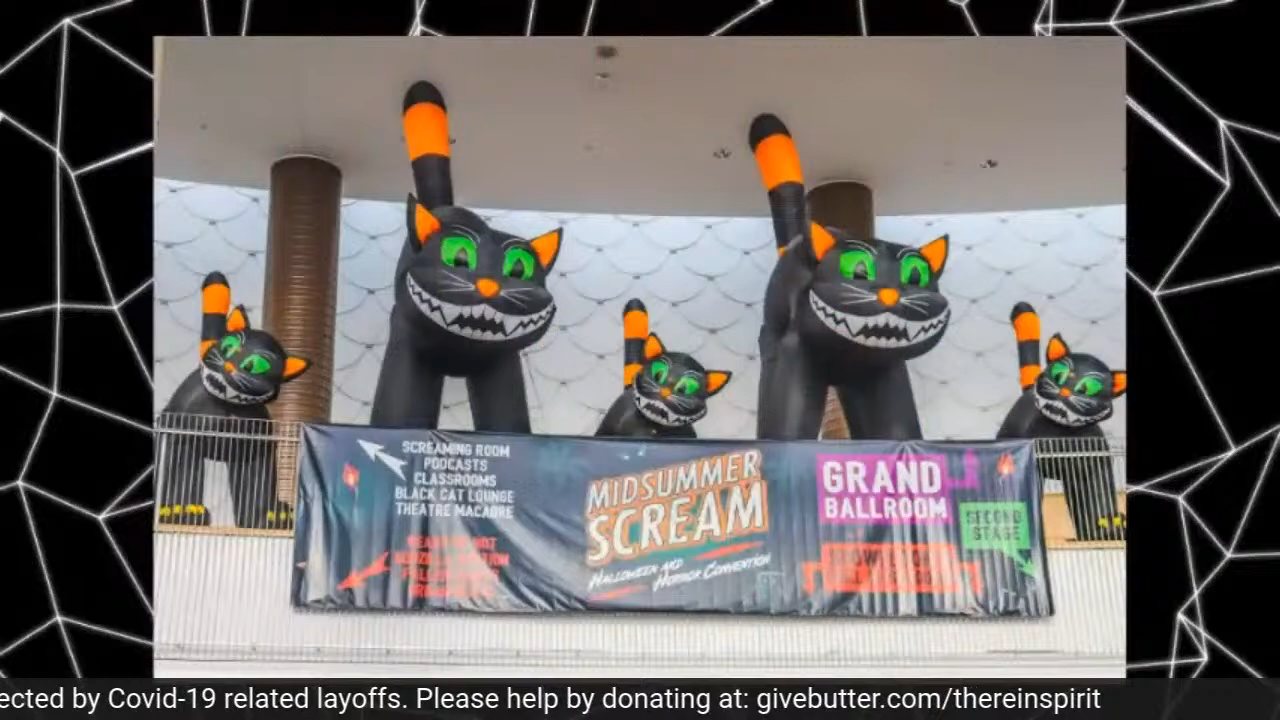 SCREAMING ROOM
PODCASTS
CLASSROOMS
BLACK CAT LOUNGE
THEATRE MACABRE
MIDSUMMER
SCREAM
HALLOWEEN AND
HORROR CONVENTION
GRAND
BALLROOM
SECOND
STAGE
ected by Covid-19 related layoffs. Please help by donating at: givebutter.com/thereinspirit